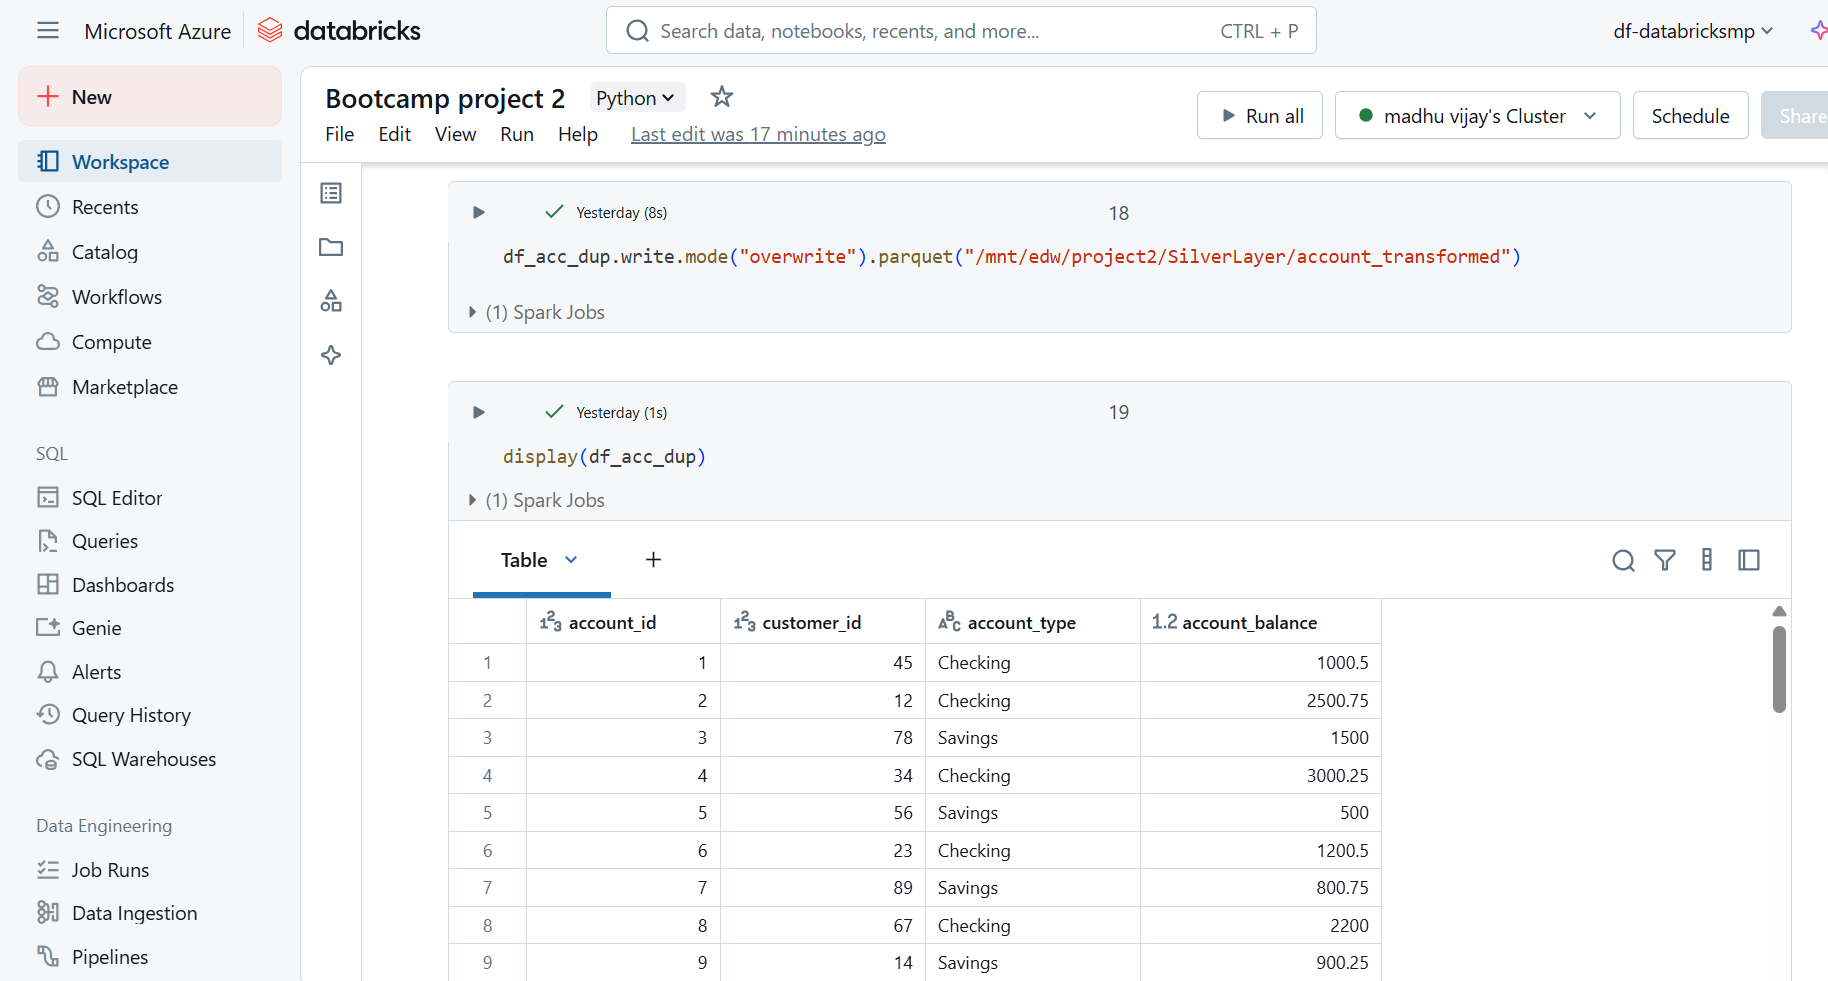 Microsoft Azure databricks
Search data, notebooks, recents, and more... CTRL + P
df-databricksmp
New
Workspace
Recents
Catalog
Workflows
Compute
Marketplace
SQL
SQL Editor
Queries
Dashboards
Genie
Alerts
Query History
SQL Warehouses
Data Engineering
Job Runs
Data Ingestion
Pipelines
Bootcamp project 2 Python
File Edit View Run Help Last edit was 17 minutes ago
Run all madhu vijay's Cluster Schedule Share
Yesterday (8s) 18
df_acc_dup.write.mode("overwrite").parquet("/mnt/edw/project2/SilverLayer/account_transformed")
(1) Spark Jobs
Yesterday (1s) 19
display(df_acc_dup)
(1) Spark Jobs
Table +
123 account_id 123 customer_id ABC account_type 1.2 account_balance
1 1 45 Checking 1000.5
2 2 12 Checking 2500.75
3 3 78 Savings 1500
4 4 34 Checking 3000.25
5 5 56 Savings 500
6 6 23 Checking 1200.5
7 7 89 Savings 800.75
8 8 67 Checking 2200
9 9 14 Savings 900.25